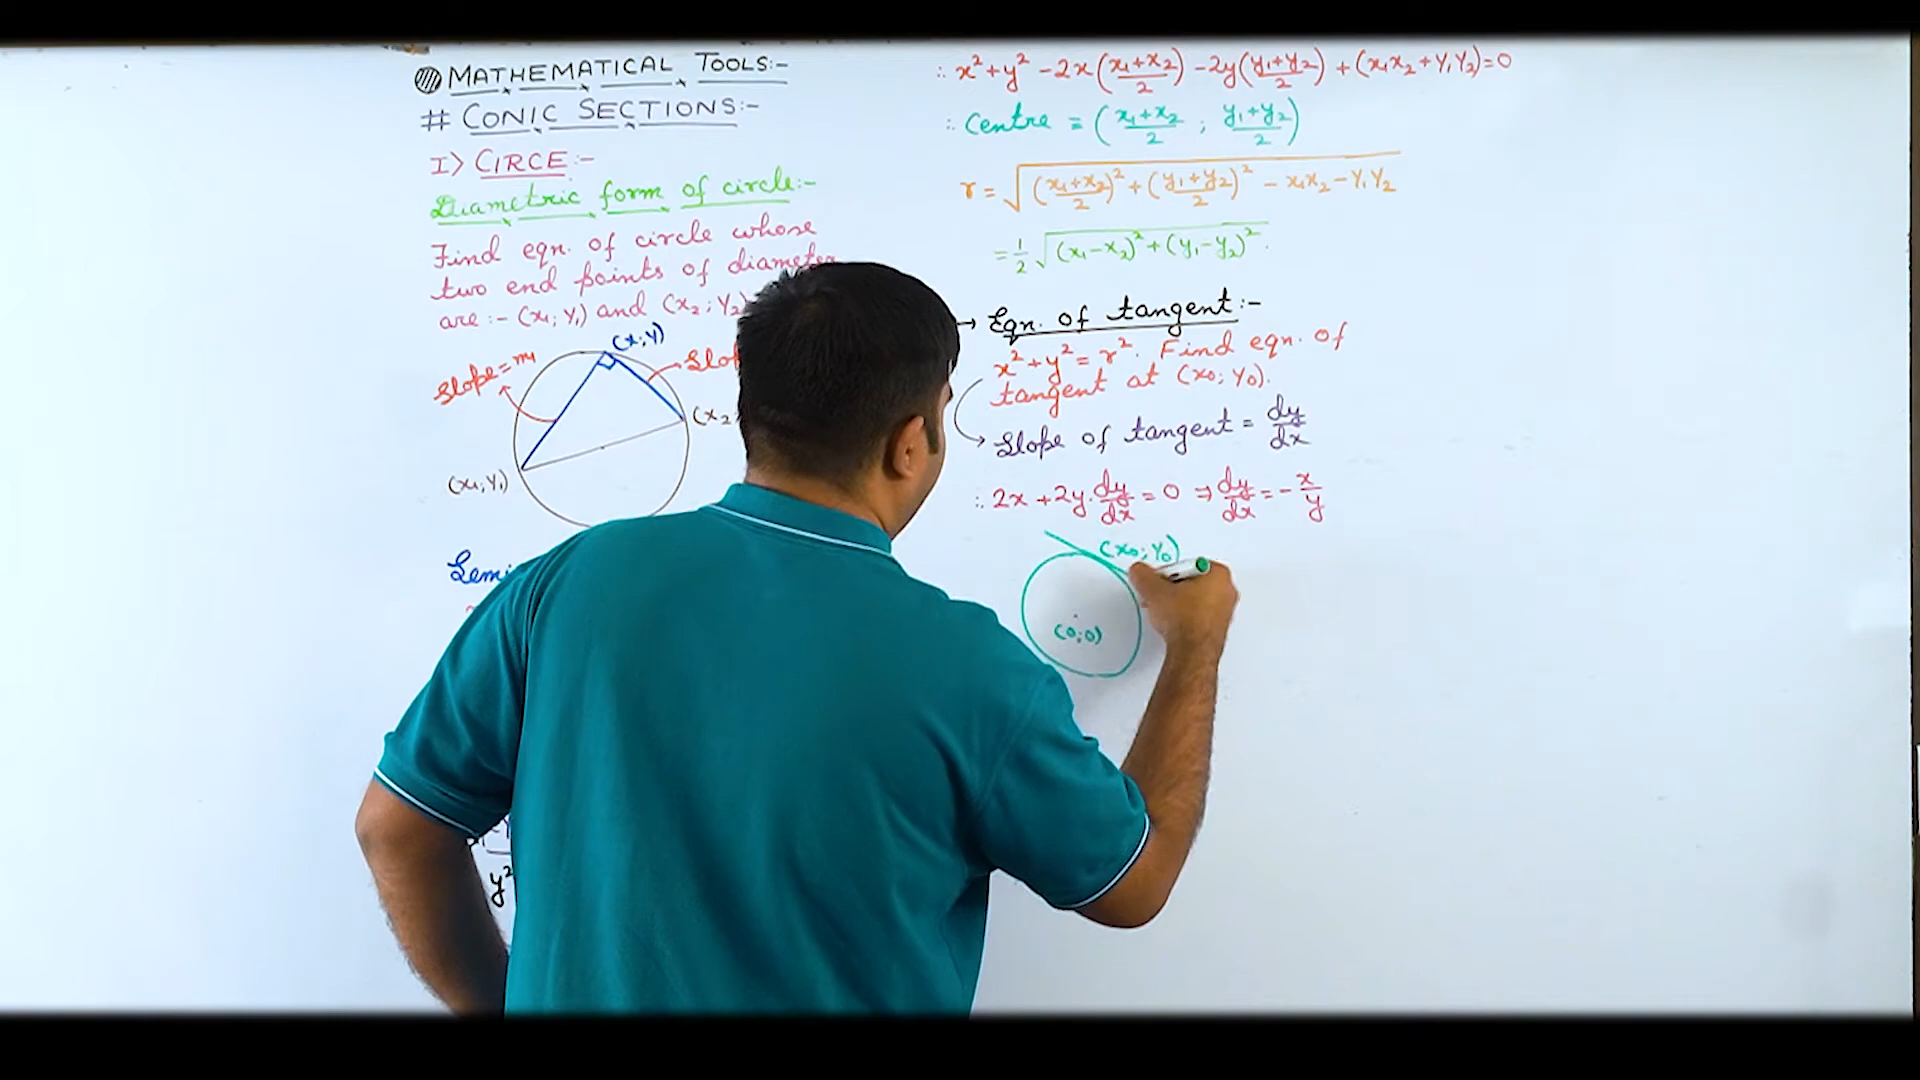 MATHEMATICAL TOOLS:-
# CONIC SECTIONS:-
I> CIRCE:-
Diametric form of circle:-
Find eqn. of circle whose
two end points of diameter
are :- (x₁; y₁) and (x₂; y₂)
(x; y)
Slope = m₁
(x₁; y₁)
y²
∴ x² + y² - 2x((x₁+x₂)/2) - 2y((y₁+y₂)/2) + (x₁x₂ + y₁y₂) = 0
∴ Centre = ((x₁+x₂)/2 ; (y₁+y₂)/2)
r = √(((x₁+x₂)/2)² + ((y₁+y₂)/2)² - x₁x₂ - y₁y₂)
= 1/2 √((x₁-x₂)² + (y₁-y₂)²).
→ Eqn. of tangent:-
x² + y² = r². Find eqn. of
tangent at (x₀; y₀).
Slope of tangent = dy/dx
∴ 2x + 2y.dy/dx = 0 ⇒ dy/dx = -x/y
(x₀; y₀)
(0;0)